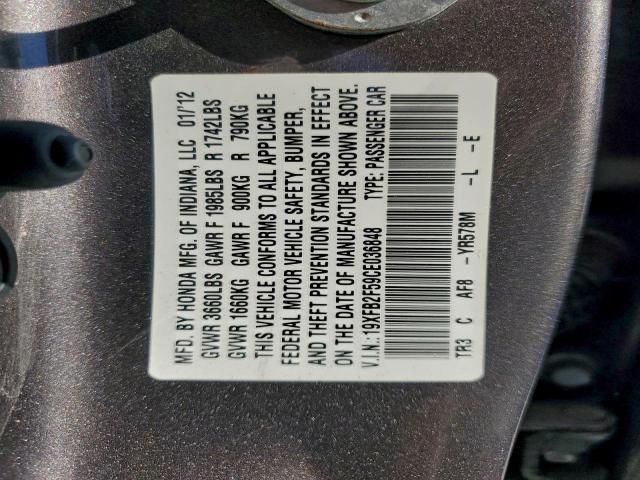 MFD. BY HONDA MFG. OF INDIANA, LLC 01/12
GVWR 3660LBS GAWR F 1985LBS R 1742LBS
GVWR 1660KG GAWR F 900KG R 790KG
THIS VEHICLE CONFORMS TO ALL APPLICABLE
FEDERAL MOTOR VEHICLE SAFETY, BUMPER,
AND THEFT PREVENTION STANDARDS IN EFFECT
ON THE DATE OF MANUFACTURE SHOWN ABOVE.
V.I.N.: 19XFB2F59CE036848 TYPE: PASSENGER CAR
TR3 C AF8 -YR578M -L -E